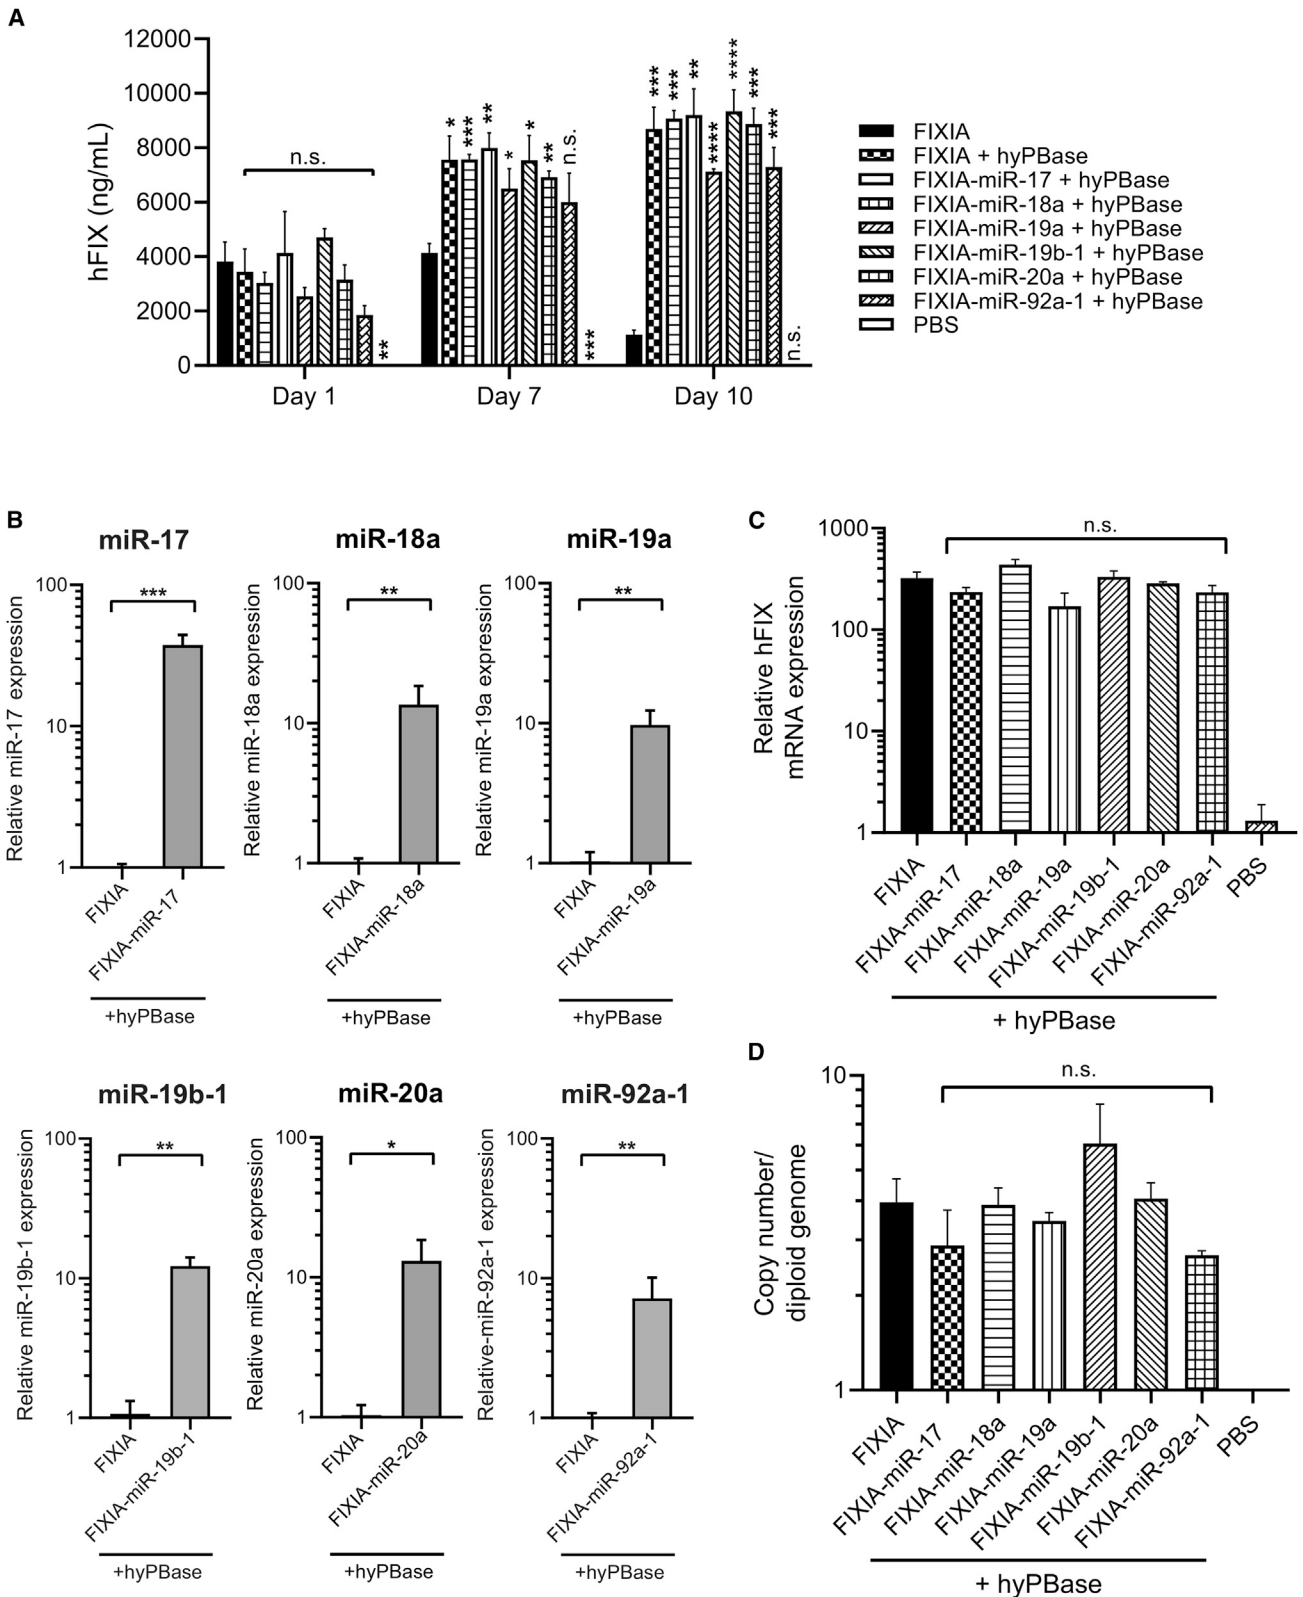 A
hFIX (ng/mL)
12000
10000
8000
6000
4000
2000
0
n.s.
**
* *** ** * * ** n.s. ***
*** *** ** **** **** *** *** n.s.
Day 1 Day 7 Day 10
FIXIA
FIXIA + hyPBase
FIXIA-miR-17 + hyPBase
FIXIA-miR-18a + hyPBase
FIXIA-miR-19a + hyPBase
FIXIA-miR-19b-1 + hyPBase
FIXIA-miR-20a + hyPBase
FIXIA-miR-92a-1 + hyPBase
PBS
B
miR-17
Relative miR-17 expression
100
10
1
***
FIXIA
FIXIA-miR-17
+hyPBase
miR-18a
Relative miR-18a expression
100
10
1
**
FIXIA
FIXIA-miR-18a
+hyPBase
miR-19a
Relative miR-19a expression
100
10
1
**
FIXIA
FIXIA-miR-19a
+hyPBase
miR-19b-1
Relative miR-19b-1 expression
100
10
1
**
FIXIA
FIXIA-miR-19b-1
+hyPBase
miR-20a
Relative miR-20a expression
100
10
1
*
FIXIA
FIXIA-miR-20a
+hyPBase
miR-92a-1
Relative-miR-92a-1 expression
100
10
1
**
FIXIA
FIXIA-miR-92a-1
+hyPBase
C
Relative hFIX
mRNA expression
1000
100
10
1
n.s.
FIXIA
FIXIA-miR-17
FIXIA-miR-18a
FIXIA-miR-19a
FIXIA-miR-19b-1
FIXIA-miR-20a
FIXIA-miR-92a-1
PBS
+ hyPBase
D
Copy number/
diploid genome
10
1
n.s.
FIXIA
FIXIA-miR-17
FIXIA-miR-18a
FIXIA-miR-19a
FIXIA-miR-19b-1
FIXIA-miR-20a
FIXIA-miR-92a-1
PBS
+ hyPBase